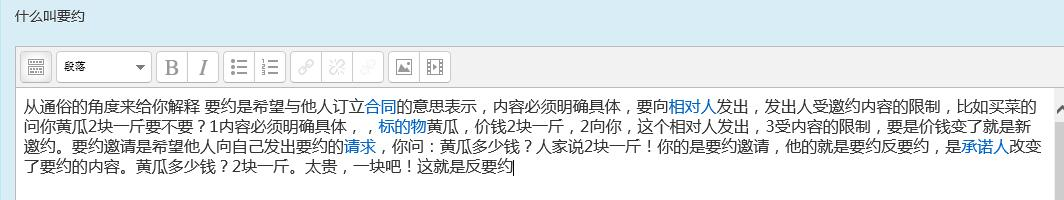 什么叫要约
段落 B I
从通俗的角度来给你解释 要约是希望与他人订立合同的意思表示，内容必须明确具体，要向相对人发出，发出人受邀约内容的限制，比如买菜的
问你黄瓜2块一斤要不要？1内容必须明确具体，，标的物黄瓜，价钱2块一斤，2向你，这个相对人发出，3受内容的限制，要是价钱变了就是新
邀约。要约邀请是希望他人向自己发出要约的请求，你问：黄瓜多少钱？人家说2块一斤！你的是要约邀请，他的就是要约反要约，是承诺人改变
了要约的内容。黄瓜多少钱？2块一斤。太贵，一块吧！这就是反要约